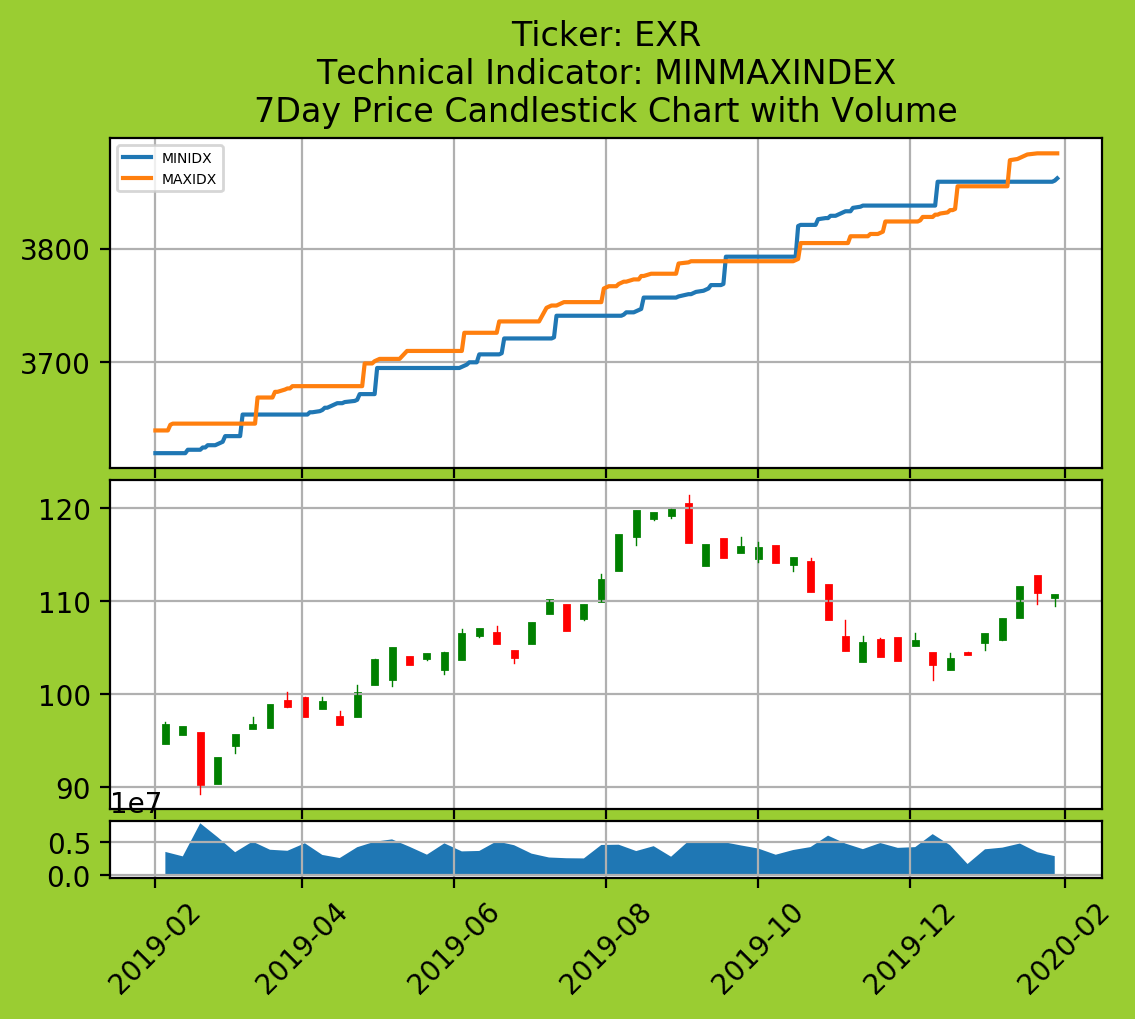 Ticker: EXR
Technical Indicator: MINMAXINDEX
7Day Price Candlestick Chart with Volume
MINIDX
MAXIDX
3800
3700
120
110
100
90
1e7
0.5
0.0
2019-02
2019-04
2019-06
2019-08
2019-10
2019-12
2020-02